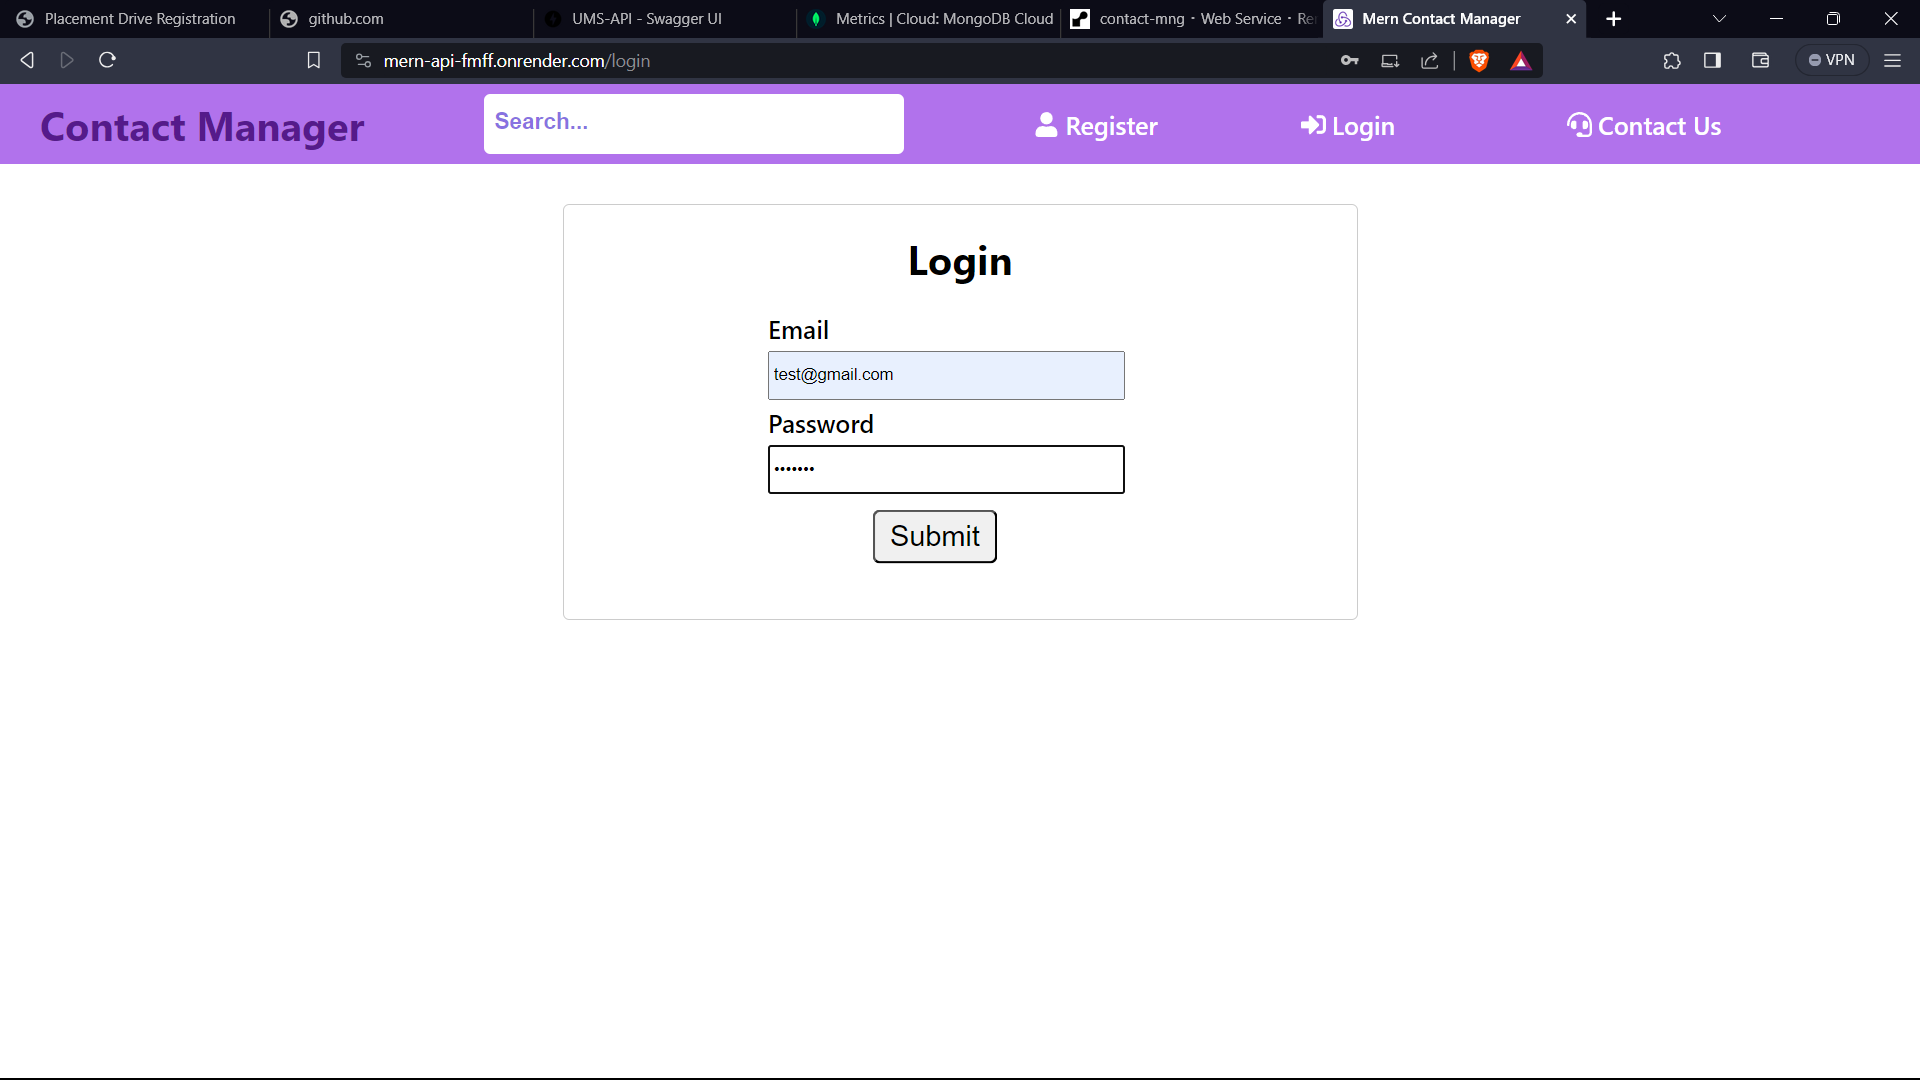 Placement Drive Registration
github.com
UMS-API - Swagger UI
Metrics | Cloud: MongoDB Cloud
contact-mng · Web Service · Re
Mern Contact Manager
mern-api-fmff.onrender.com/login
VPN
Contact Manager
Search...
Register
Login
Contact Us
Login
Email
test@gmail.com
Password
•••••••
Submit